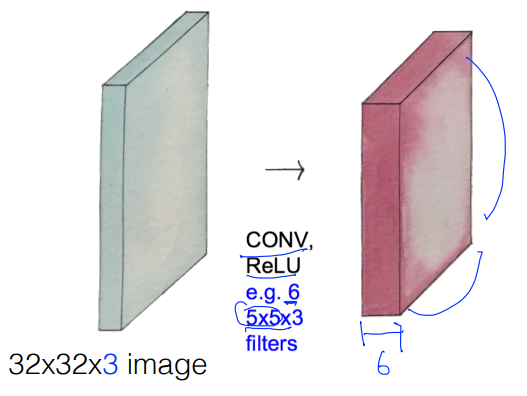 CONV,
ReLU
e.g. 6
5x5x3
filters
32x32x3 image
6